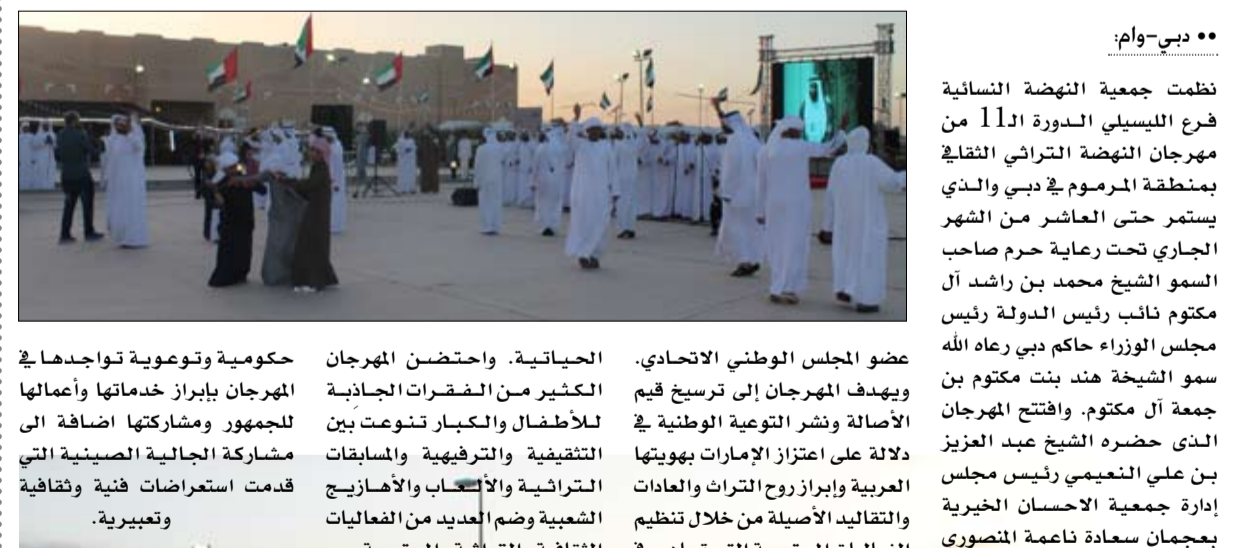 •• دبي-وام:
نظمت جمعية النهضة النسائية
فرع الليسيلي الدورة الـ11 من
مهرجان النهضة التراثي الثقافي
بمنطقة المرموم في دبي والذي
يستمر حتى العاشر من الشهر
الجاري تحت رعاية حرم صاحب
السمو الشيخ محمد بن راشد آل
مكتوم نائب رئيس الدولة رئيس
مجلس الوزراء حاكم دبي رعاه الله
سمو الشيخة هند بنت مكتوم بن
جمعة آل مكتوم. وافتتح المهرجان
الذى حضره الشيخ عبد العزيز
بن علي النعيمي رئيس مجلس
إدارة جمعية الاحسان الخيرية
بعجمان سعادة ناعمة المنصورى
عضو المجلس الوطني الاتحادي.
ويهدف المهرجان إلى ترسيخ قيم
الأصالة ونشر التوعية الوطنية في
دلالة على اعتزاز الإمارات بهويتها
العربية وإبراز روح التراث والعادات
والتقاليد الأصيلة من خلال تنظيم
الحياتية. واحتضن المهرجان
الكثير من الفقرات الجاذبة
للأطفال والكبار تنوعت بين
التثقيفية والترفيهية والمسابقات
التراثية والألعاب والأهازيج
الشعبية وضم العديد من الفعاليات
حكومية وتوعوية تواجدها في
المهرجان بإبراز خدماتها وأعمالها
للجمهور ومشاركتها اضافة الى
مشاركة الجالية الصينية التي
قدمت استعراضات فنية وثقافية
وتعبيرية.